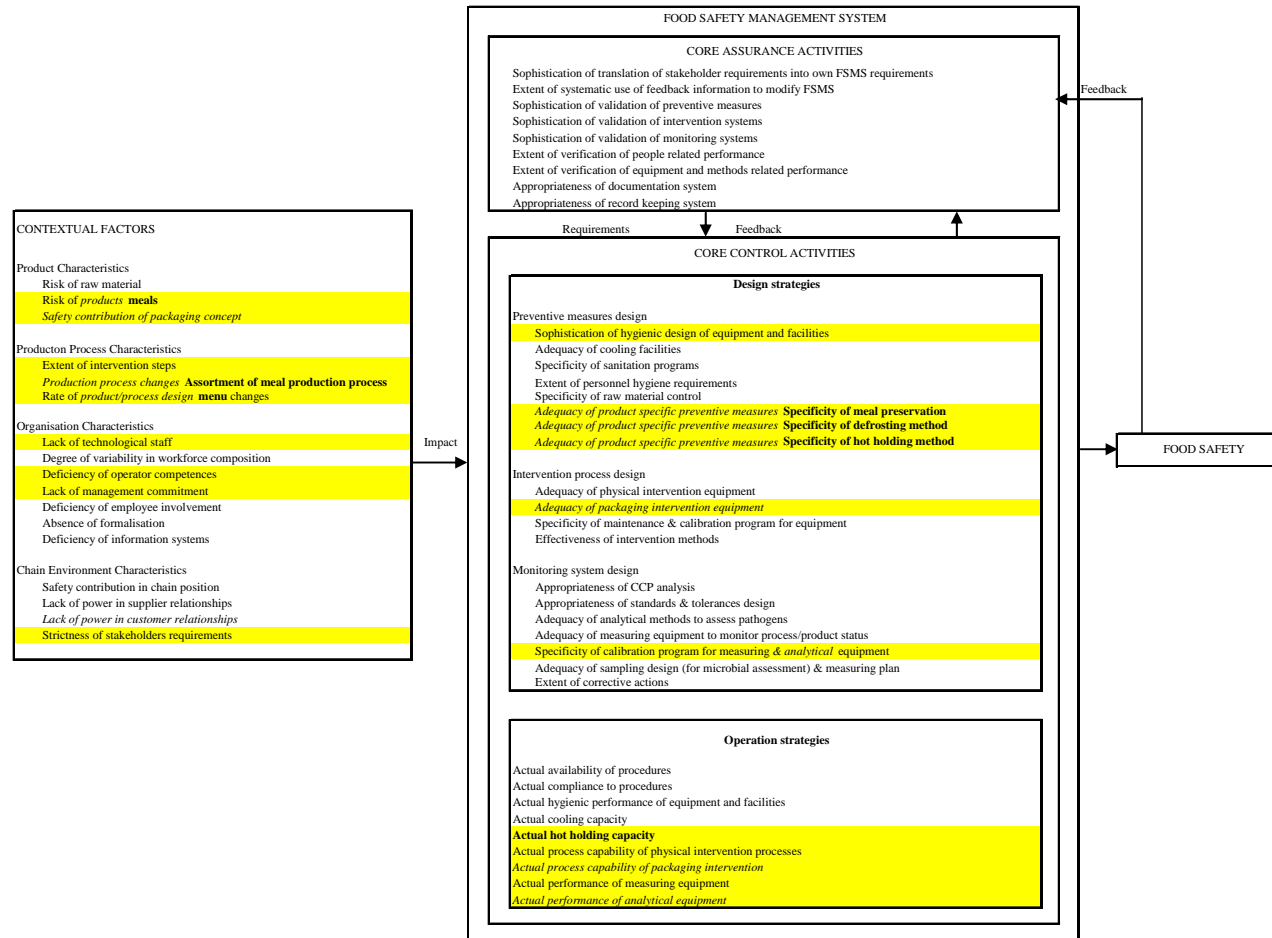 FOOD SAFETY MANAGEMENT SYSTEM
CORE ASSURANCE ACTIVITIES
Sophistication of translation of stakeholder requirements into own FSMS requirements
Extent of systematic use of feedback information to modify FSMS
Sophistication of validation of preventive measures
Sophistication of validation of intervention systems
Sophistication of validation of monitoring systems
Extent of verification of people related performance
Extent of verification of equipment and methods related performance
Appropriateness of documentation system
Appropriateness of record keeping system
Feedback
Requirements
Feedback
CONTEXTUAL FACTORS
Product Characteristics
Risk of raw material
Risk of products meals
Safety contribution of packaging concept
Producton Process Characteristics
Extent of intervention steps
Production process changes Assortment of meal production process
Rate of product/process design menu changes
Organisation Characteristics
Lack of technological staff
Degree of variability in workforce composition
Deficiency of operator competences
Lack of management commitment
Deficiency of employee involvement
Absence of formalisation
Deficiency of information systems
Chain Environment Characteristics
Safety contribution in chain position
Lack of power in supplier relationships
Lack of power in customer relationships
Strictness of stakeholders requirements
Impact
CORE CONTROL ACTIVITIES
Design strategies
Preventive measures design
Sophistication of hygienic design of equipment and facilities
Adequacy of cooling facilities
Specificity of sanitation programs
Extent of personnel hygiene requirements
Specificity of raw material control
Adequacy of product specific preventive measures Specificity of meal preservation
Adequacy of product specific preventive measures Specificity of defrosting method
Adequacy of product specific preventive measures Specificity of hot holding method
Intervention process design
Adequacy of physical intervention equipment
Adequacy of packaging intervention equipment
Specificity of maintenance & calibration program for equipment
Effectiveness of intervention methods
Monitoring system design
Appropriateness of CCP analysis
Appropriateness of standards & tolerances design
Adequacy of analytical methods to assess pathogens
Adequacy of measuring equipment to monitor process/product status
Specificity of calibration program for measuring & analytical equipment
Adequacy of sampling design (for microbial assessment) & measuring plan
Extent of corrective actions
Operation strategies
Actual availability of procedures
Actual compliance to procedures
Actual hygienic performance of equipment and facilities
Actual cooling capacity
Actual hot holding capacity
Actual process capability of physical intervention processes
Actual process capability of packaging intervention
Actual performance of measuring equipment
Actual performance of analytical equipment
FOOD SAFETY